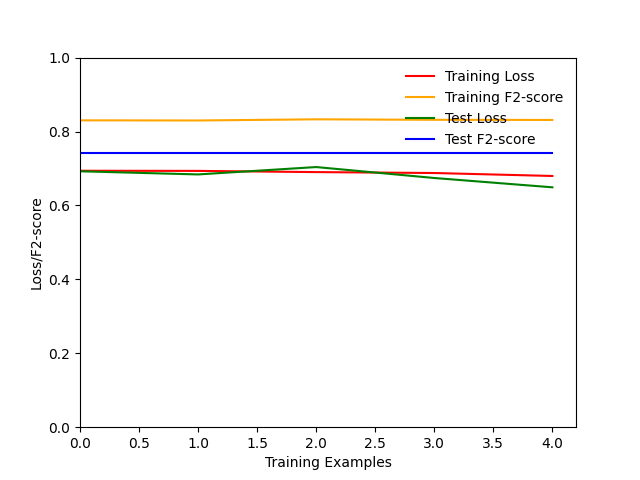 1.0
0.8
0.6
0.4
0.2
0.0
Loss/F2-score
Training Loss
Training F2-score
Test Loss
Test F2-score
0.0 0.5 1.0 1.5 2.0 2.5 3.0 3.5 4.0
Training Examples